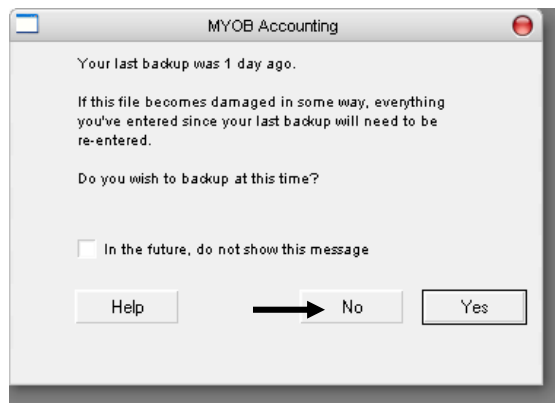 MYOB Accounting
Your last backup was 1 day ago.
If this file becomes damaged in some way, everything
you've entered since your last backup will need to be
re-entered.
Do you wish to backup at this time?
In the future, do not show this message
Help
No
Yes